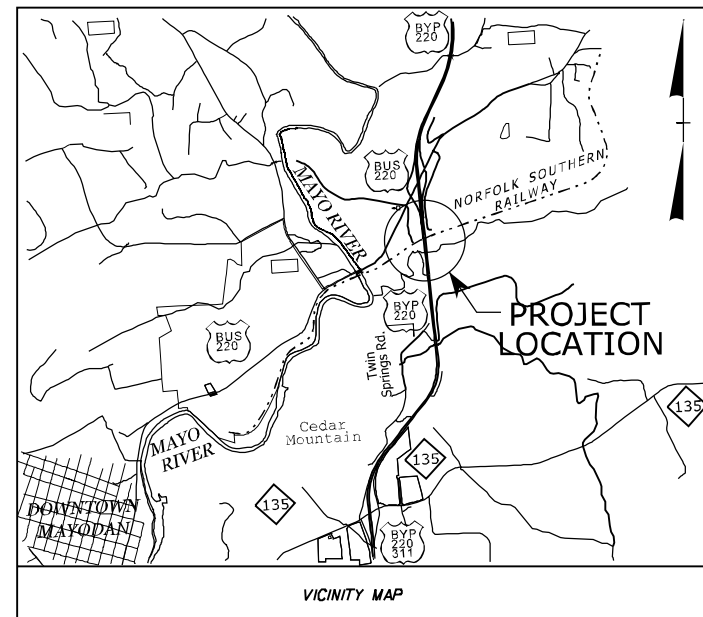 BYP
220
BUS
220
MAYO RIVER
NORFOLK SOUTHERN
RAILWAY
BYP
220
PROJECT
LOCATION
BUS
220
Twin
Springs Rd.
135
Cedar
Mountain
MAYO
RIVER
135
135
DOWNTOWN
MAYODAN
BYP
220
311
VICINITY MAP